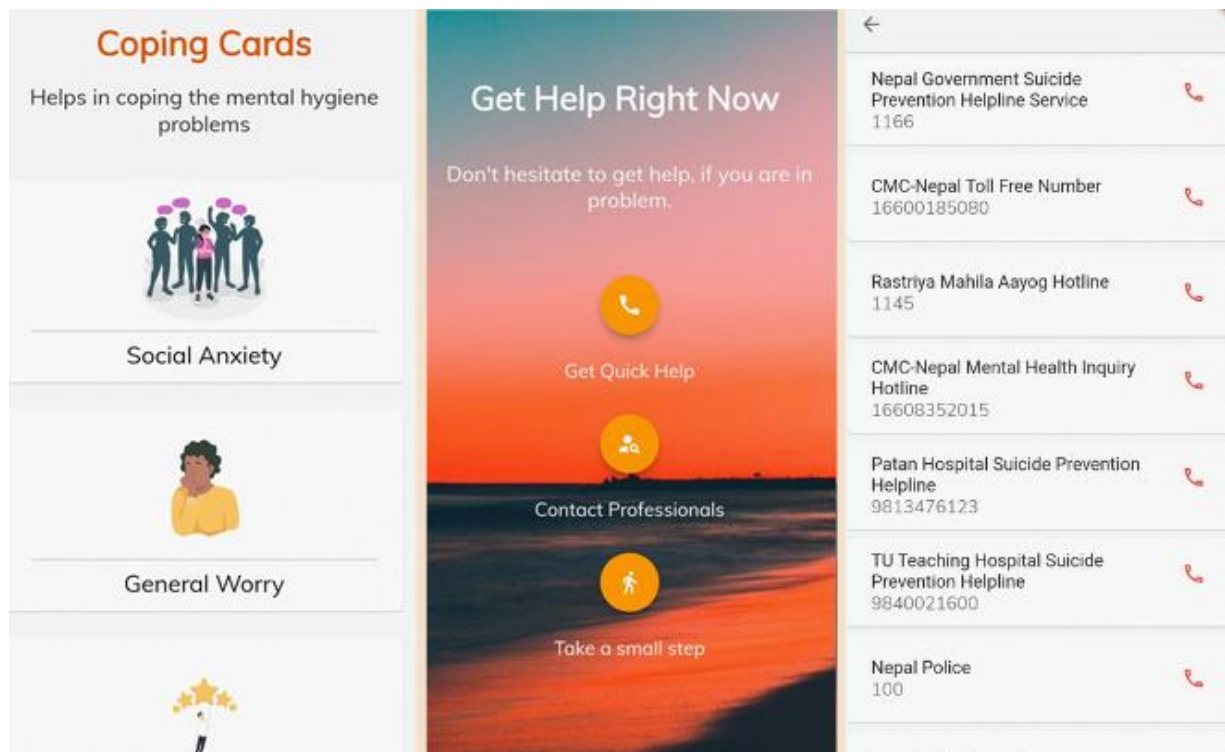 Coping Cards
Helps in coping the mental hygiene
problems
Social Anxiety
General Worry
Get Help Right Now
Don't hesitate to get help, if you are in
problem.
Get Quick Help
Contact Professionals
Take a small step
Nepal Government Suicide
Prevention Helpline Service
1166
CMC-Nepal Toll Free Number
16600185080
Rastriya Mahila Aayog Hotline
1145
CMC-Nepal Mental Health Inquiry
Hotline
16608352015
Patan Hospital Suicide Prevention
Helpline
9813476123
TU Teaching Hospital Suicide
Prevention Helpline
9840021600
Nepal Police
100